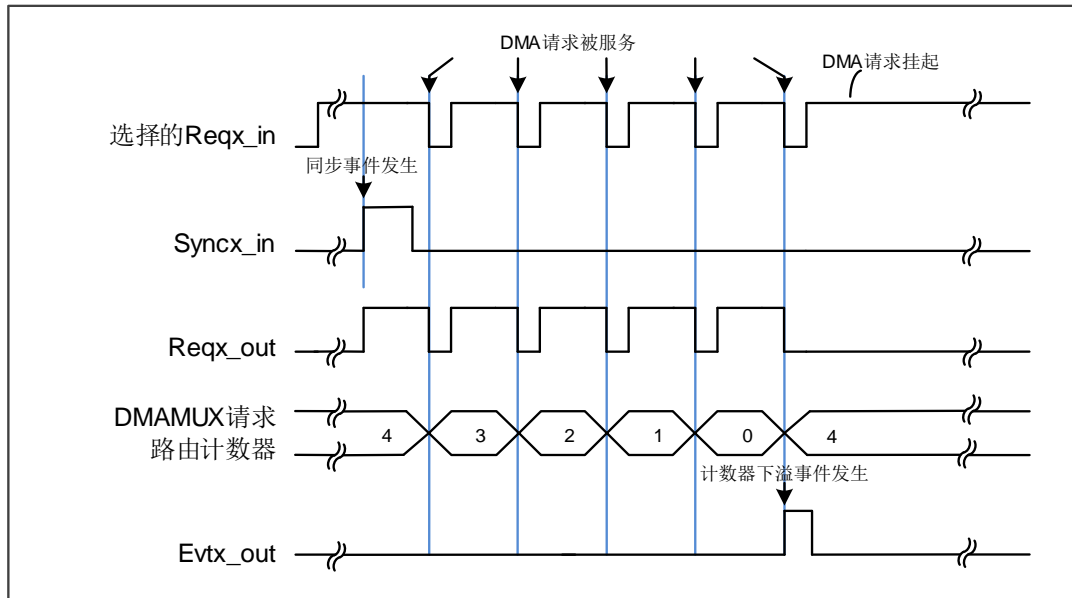 DMA请求被服务
DMA请求挂起
选择的Reqx_in
同步事件发生
Syncx_in
Reqx_out
DMAMUX请求
路由计数器
4 3 2 1 0 4
计数器下溢事件发生
Evtx_out